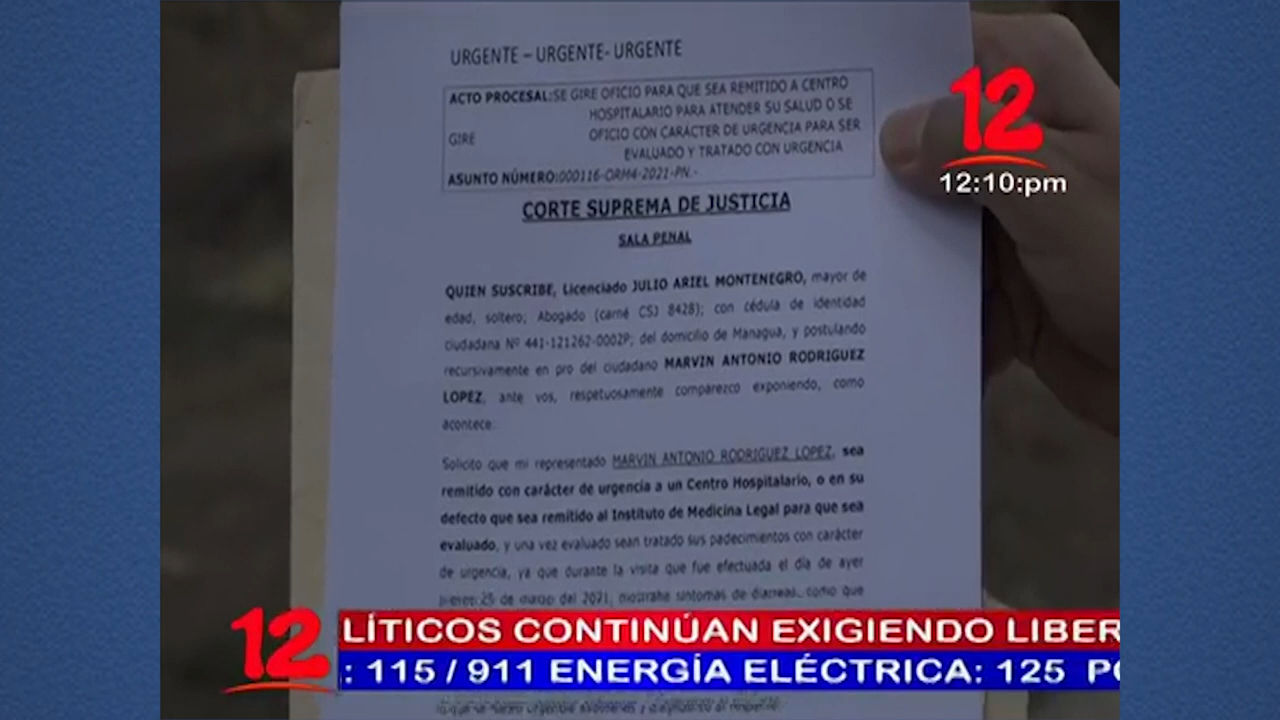 URGENTE – URGENTE- URGENTE
ACTO PROCESAL:SE GIRE OFICIO PARA QUE SEA REMITIDO A CENTRO
HOSPITALARIO PARA ATENDER SU SALUD O SE
GIRE OFICIO CON CARÁCTER DE URGENCIA PARA SER
EVALUADO Y TRATADO CON URGENCIA
ASUNTO NÚMERO:000116-ORM4-2021-PN.-
CORTE SUPREMA DE JUSTICIA
SALA PENAL
QUIEN SUSCRIBE, Licenciado JULIO ARIEL MONTENEGRO, mayor de
edad, soltero; Abogado (carné CSJ 8428); con cédula de identidad
ciudadana Nº 441-121262-0002P; del domicilio de Managua, y postulando
recursivamente en pro del ciudadano MARVIN ANTONIO RODRIGUEZ
LOPEZ, ante vos, respetuosamente comparezco exponiendo, como
acontece:
Solicito que mi representado MARVIN ANTONIO RODRIGUEZ LOPEZ, sea
remitido con carácter de urgencia a un Centro Hospitalario, o en su
defecto que sea remitido al Instituto de Medicina Legal para que sea
evaluado, y una vez evaluado sean tratado sus padecimientos con carácter
de urgencia, ya que durante la visita que fue efectuada el día de ayer
jueves 25 de marzo del 2021, mostraba síntomas de diarreas, como que
12
12:10:pm
12
LÍTICOS CONTINÚAN EXIGIENDO LIBER
: 115 / 911 ENERGÍA ELÉCTRICA: 125 PO